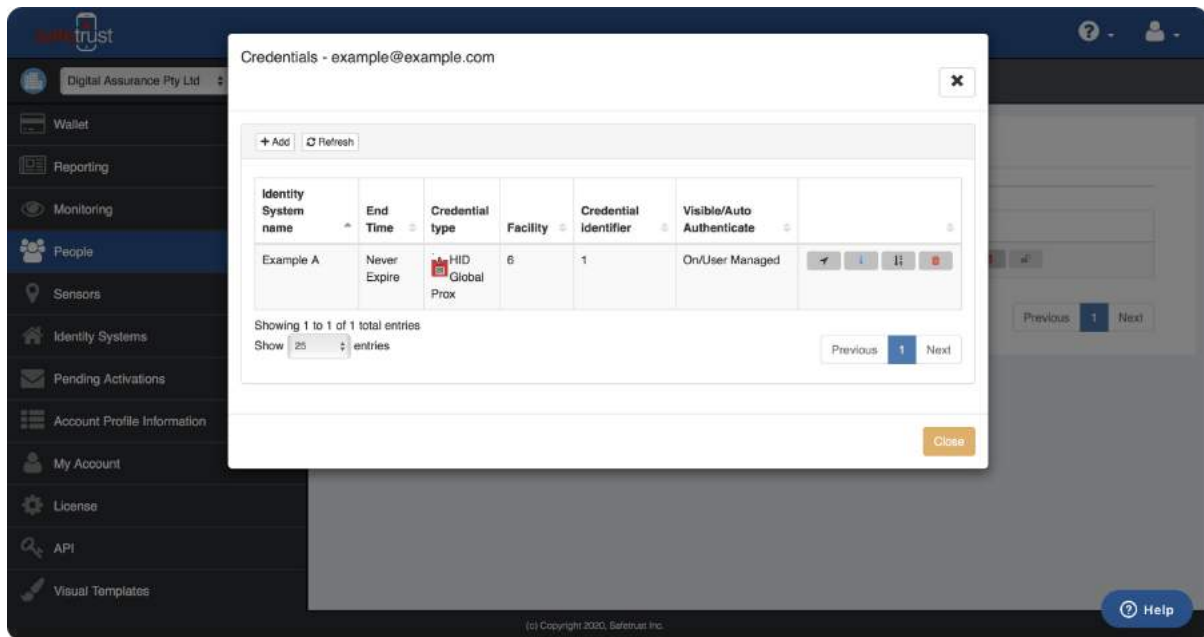 Safetrust
Digital Assurance Pty Ltd
Wallet
Reporting
Monitoring
People
Sensors
Identity Systems
Pending Activations
Account Profile Information
My Account
License
API
Visual Templates
Credentials - example@example.com
Add
Refresh
Identity
System
name
End
Time
Credential
type
Facility
Credential
Identifier
Visible/Auto
Authenticate
Example A
Never
Expire
HID
Global
Prox
6
1
On/User Managed
Showing 1 to 1 of 1 total entries
Show 25 entries
Previous 1 Next
Close
Previous 1 Next
Help
(c) Copyright 2020, Safetrust Inc.